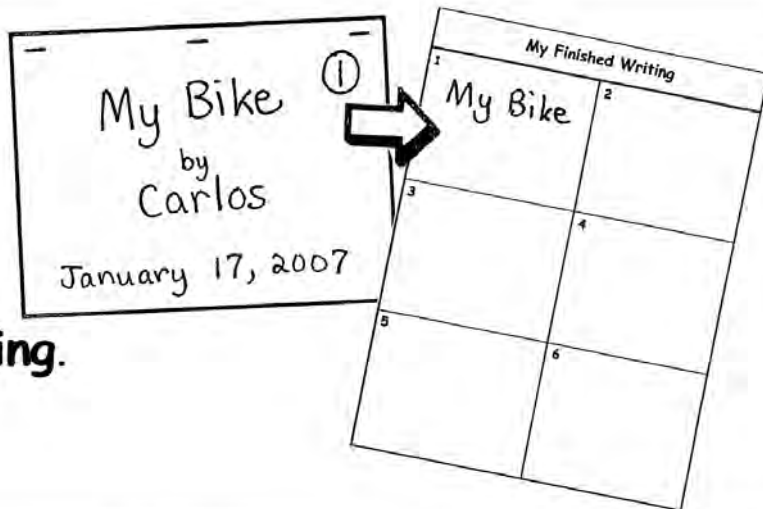 My Bike
①
by
Carlos
January 17, 2007
ing.
My Finished Writing
1
My Bike
2
3
4
5
6